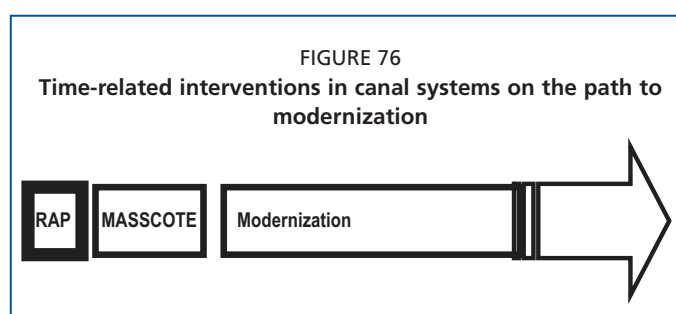 FIGURE 76
Time-related interventions in canal systems on the path to
modernization
RAP
MASSCOTE
Modernization